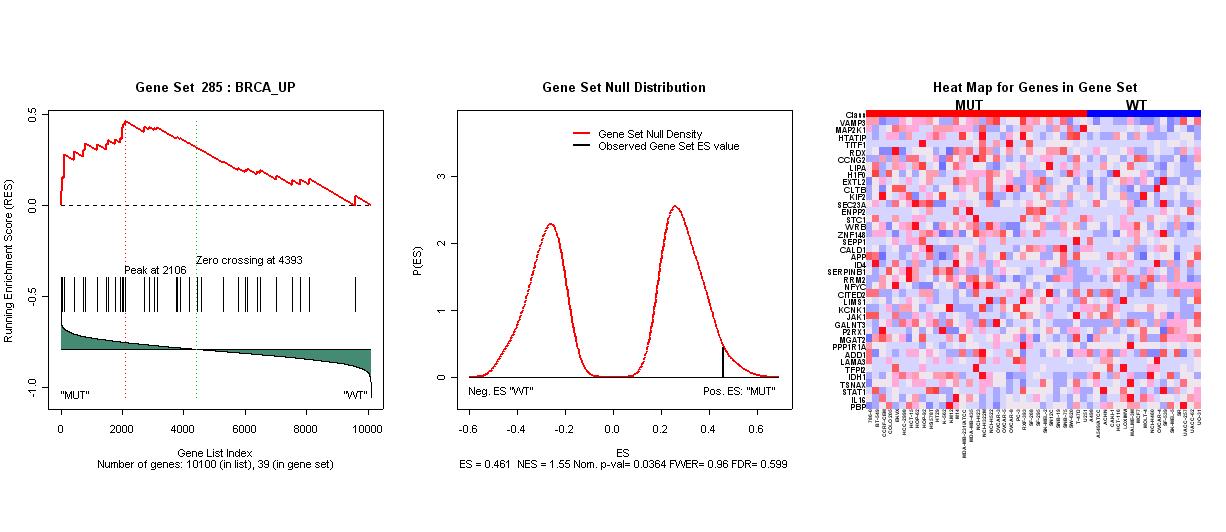 Gene Set 285 : BRCA_UP
Running Enrichment Score (RES)
0.5
0.0
-0.5
-1.0
Zero crossing at 4393
Peak at 2106
"MUT"
"WT"
0
2000
4000
6000
8000
10000
Gene List Index
Number of genes: 10100 (in list), 39 (in gene set)
Gene Set Null Distribution
Gene Set Null Density
Observed Gene Set ES value
P(ES)
3
2
1
0
Neg. ES "WT"
Pos. ES: "MUT"
-0.6
-0.4
-0.2
0.0
0.2
0.4
0.6
ES
ES = 0.461 NES = 1.55 Nom. p-val= 0.0364 FWER= 0.96 FDR= 0.599
Heat Map for Genes in Gene Set
MUT
WT
Class
VAMP3
MAP2K1
HTATIP
TITF1
RDX
CCNG2
LIPA
H1F0
EXTL2
CLTB
KIF2
SEC23A
ENPP2
STC1
WRB
ZNF148
SEPP1
CALD1
APP
ID4
SERPINB1
RRM2
NFYC
CITED2
LIMS1
KCNK1
JAK1
GALNT3
P2RX1
MGAT2
PPP1R1A
ADD1
LAMA3
TFPI2
IDH1
TSNAX
STAT1
IL16
PBP